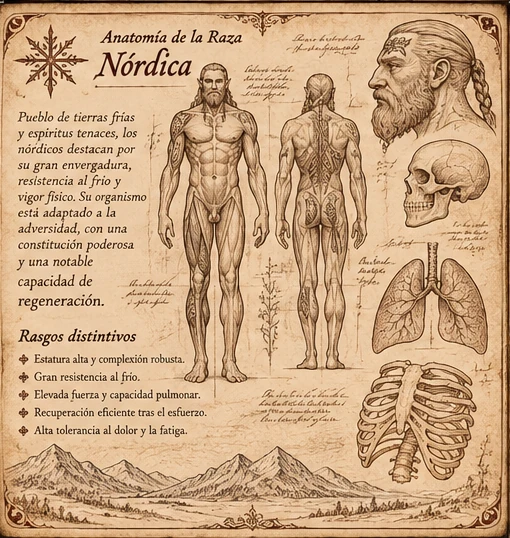 Anatomía de la Raza
Nórdica
Pueblo de tierras frías
y espíritus tenaces, los
nórdicos destacan por
su gran envergadura,
resistencia al frío y
vigor físico. Su organismo
está adaptado a la
adversidad, con una
constitución poderosa
y una notable
capacidad de
regeneración.
Rasgos distintivos
Estatura alta y complexión robusta.
Gran resistencia al frío.
Elevada fuerza y capacidad pulmonar.
Recuperación eficiente tras el esfuerzo.
Alta tolerancia al dolor y la fatiga.